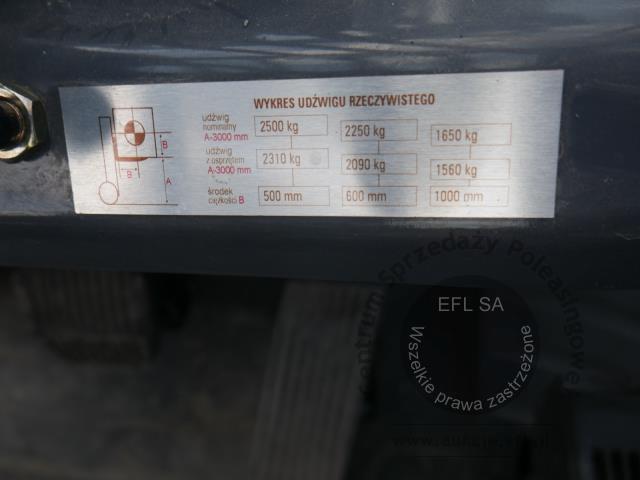 WYKRES UDŹWIGU RZECZYWISTEGO
udźwig
nominalny
A-3000 mm
2500 kg
2250 kg
1650 kg
udźwig
z osprzętem
A-3000 mm
2310 kg
2090 kg
1560 kg
środek
ciężkości B
500 mm
600 mm
1000 mm
B
B
A
Centrum Sprzedaży Poleasingowej
EFL SA
Wszelkie prawa zastrzeżone